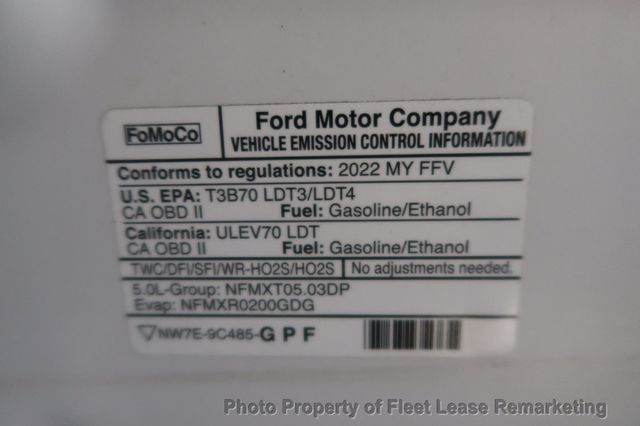 FoMoCo
Ford Motor Company
VEHICLE EMISSION CONTROL INFORMATION
Conforms to regulations: 2022 MY FFV
U.S. EPA: T3B70 LDT3/LDT4
CA OBD II Fuel: Gasoline/Ethanol
California: ULEV70 LDT
CA OBD II Fuel: Gasoline/Ethanol
TWC/DFI/SFI/WR-HO2S/HO2S No adjustments needed.
5.0L-Group: NFMXT05.03DP
Evap: NFMXR0200GDG
NW7E-9C485-G P F
Photo Property of Fleet Lease Remarketing